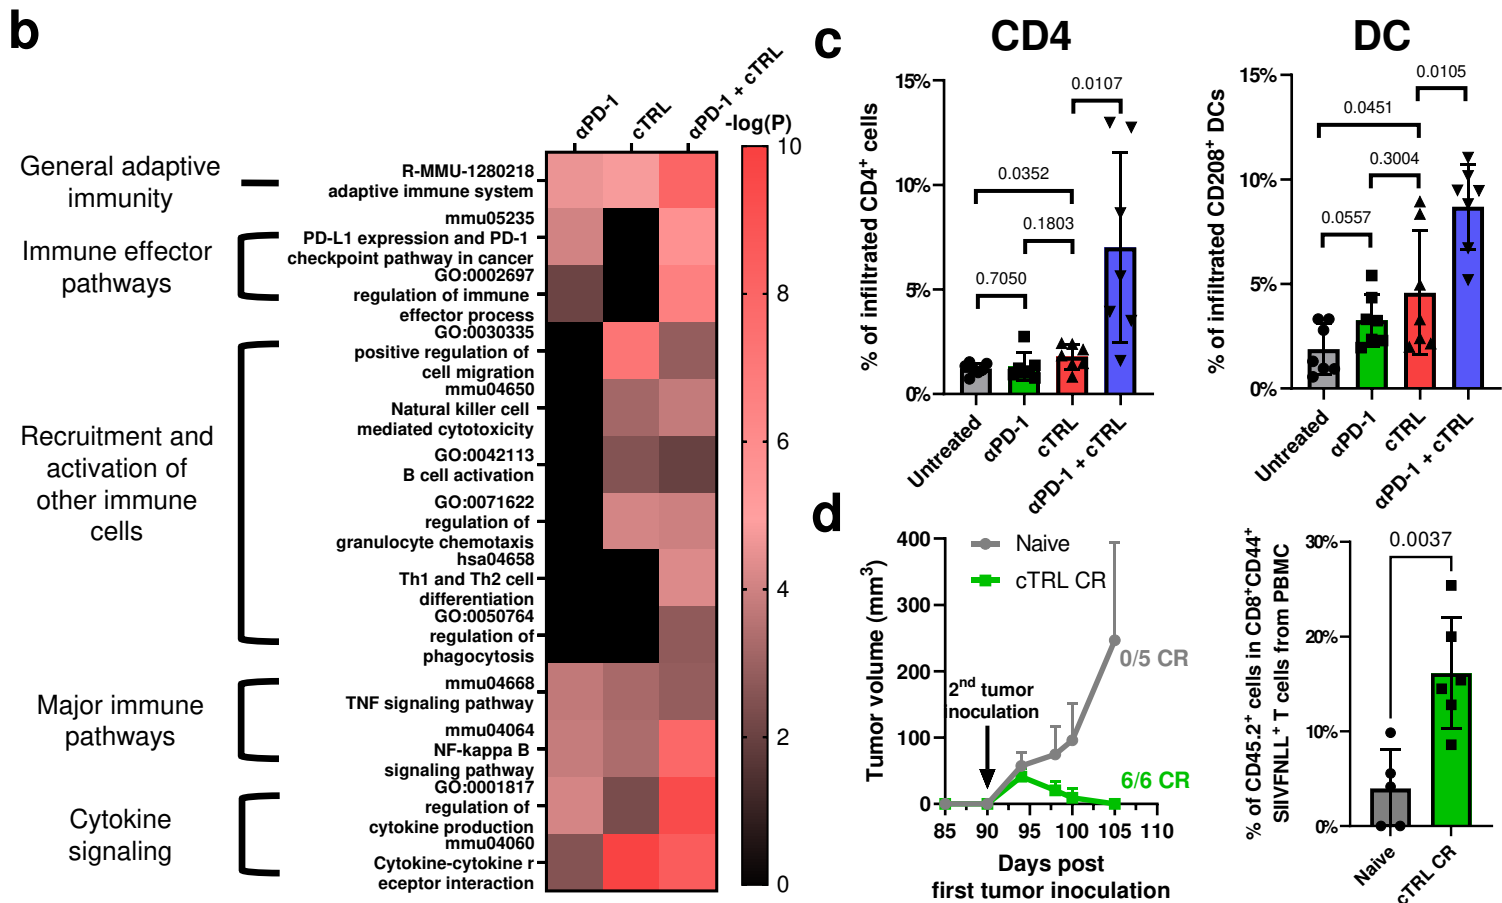 b
αPD-1
cTRL
αPD-1 + cTRL
-log(P)
10
8
6
4
2
0
General adaptive
immunity
Immune effector
pathways
Recruitment and
activation of
other immune
cells
Major immune
pathways
Cytokine
signaling
R-MMU-1280218
adaptive immune system
mmu05235
PD-L1 expression and PD-1
checkpoint pathway in cancer
GO:0002697
regulation of immune
effector process
GO:0030335
positive regulation of
cell migration
mmu04650
Natural killer cell
mediated cytotoxicity
GO:0042113
B cell activation
GO:0071622
regulation of
granulocyte chemotaxis
hsa04658
Th1 and Th2 cell
differentiation
GO:0050764
regulation of
phagocytosis
mmu04668
TNF signaling pathway
mmu04064
NF-kappa B
signaling pathway
GO:0001817
regulation of
cytokine production
mmu04060
Cytokine-cytokine r
eceptor interaction
c
CD4
% of infiltrated CD4⁺ cells
15%
10%
5%
0%
0.0107
0.0352
0.1803
0.7050
Untreated
αPD-1
cTRL
αPD-1 + cTRL
DC
% of infiltrated CD208⁺ DCs
15%
10%
5%
0%
0.0105
0.0451
0.3004
0.0557
Untreated
αPD-1
cTRL
αPD-1 + cTRL
d
Tumor volume (mm³)
400
300
200
100
0
Naive
cTRL CR
0/5 CR
2nd tumor
inoculation
6/6 CR
85
90
95
100
105
110
Days post
first tumor inoculation
% of CD45.2⁺ cells in CD8⁺CD44⁺
SIIVFNLL⁺ T cells from PBMC
30%
20%
10%
0%
0.0037
Naive
cTRL CR